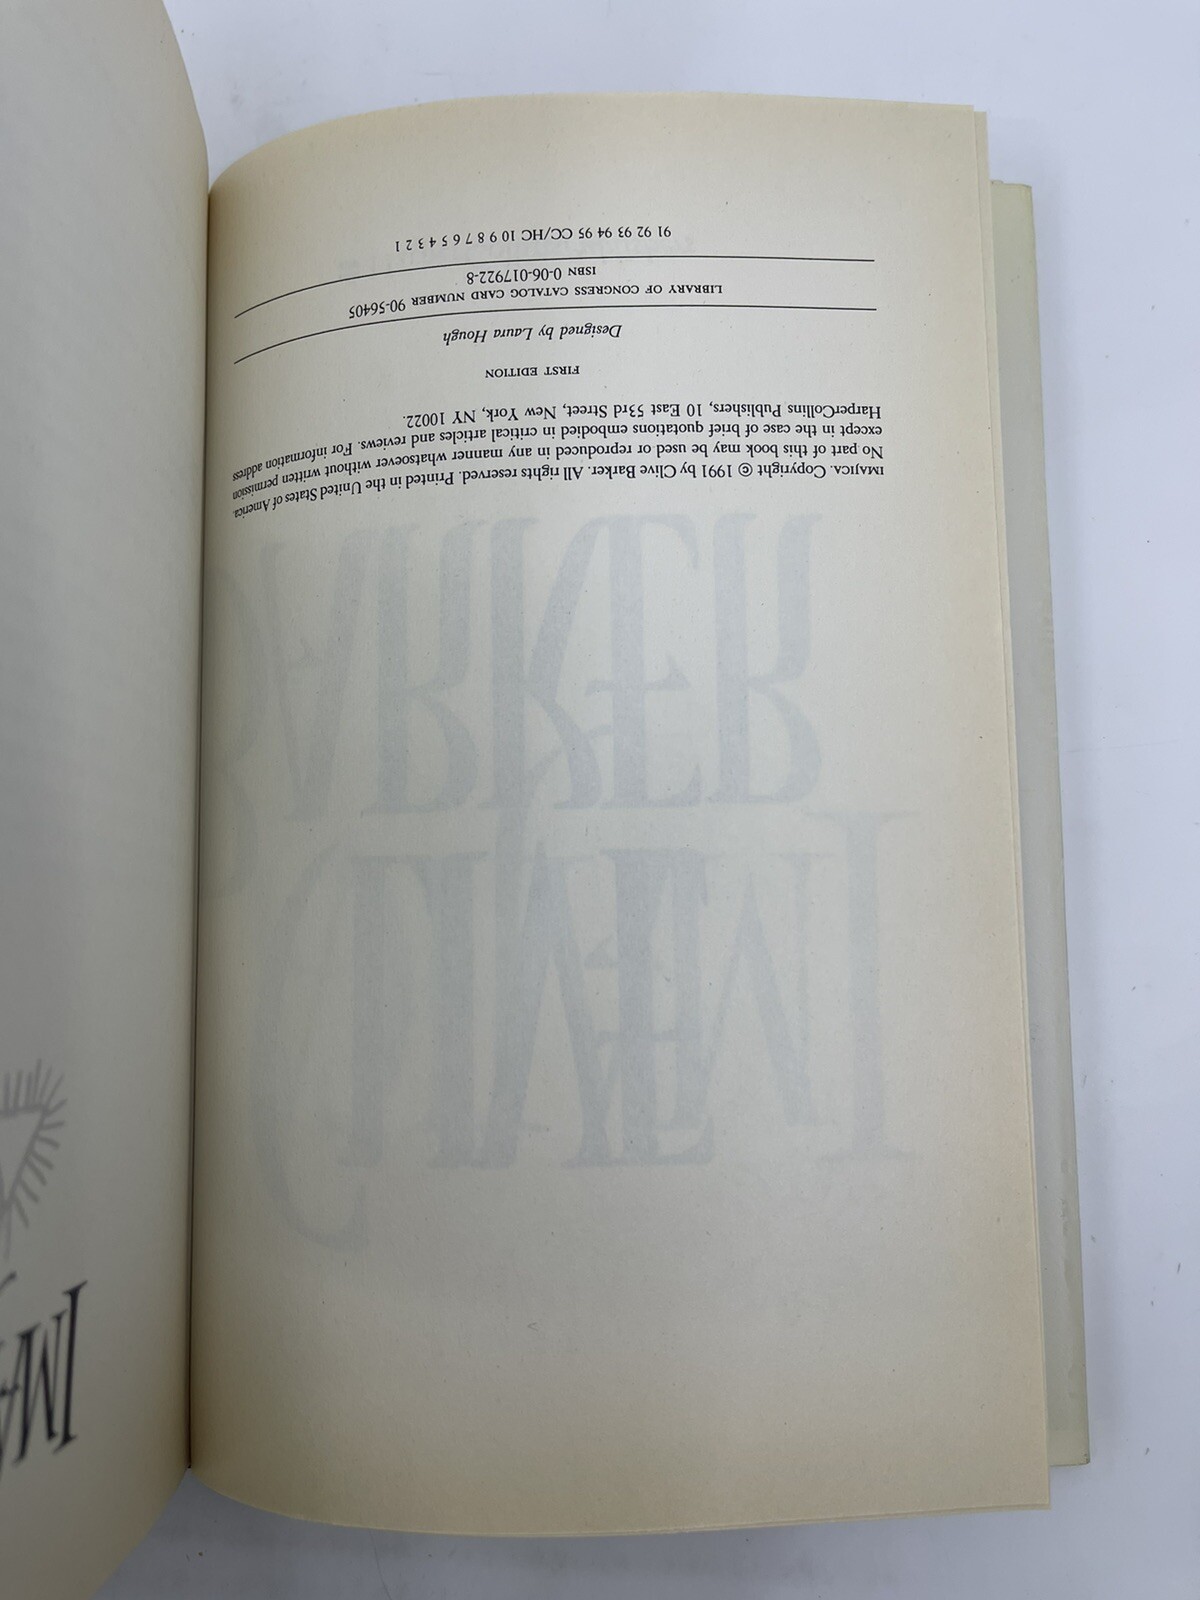 IMAJICA. Copyright © 1991 by Clive Barker. All rights reserved. Printed in the United States of America.
No part of this book may be used or reproduced in any manner whatsoever without written permission
except in the case of brief quotations embodied in critical articles and reviews. For information address
HarperCollins Publishers, 10 East 53rd Street, New York, NY 10022.
FIRST EDITION
Designed by Laura Hough
LIBRARY OF CONGRESS CATALOG CARD NUMBER 90-56405
ISBN 0-06-017922-8
91 92 93 94 95 CC/HC 10 9 8 7 6 5 4 3 2 1
BARKER
IMA